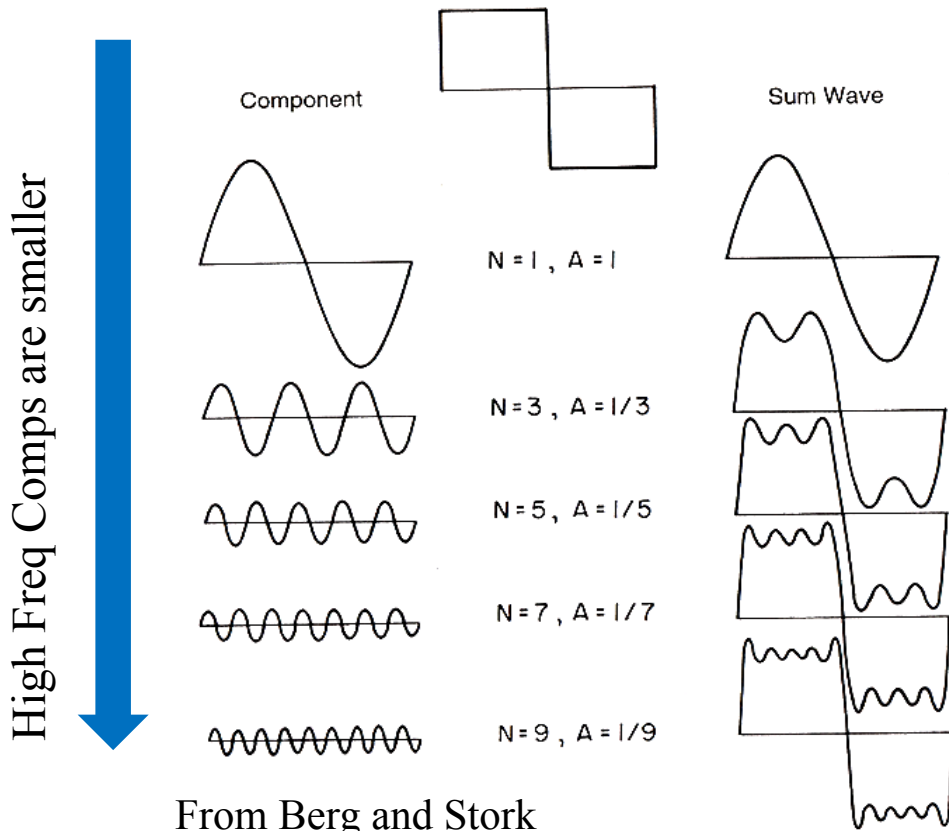 High Freq Comps are smaller
Component
Sum Wave
N=1, A=1
N=3, A=1/3
N=5, A=1/5
N=7, A=1/7
N=9, A=1/9
From Berg and Stork